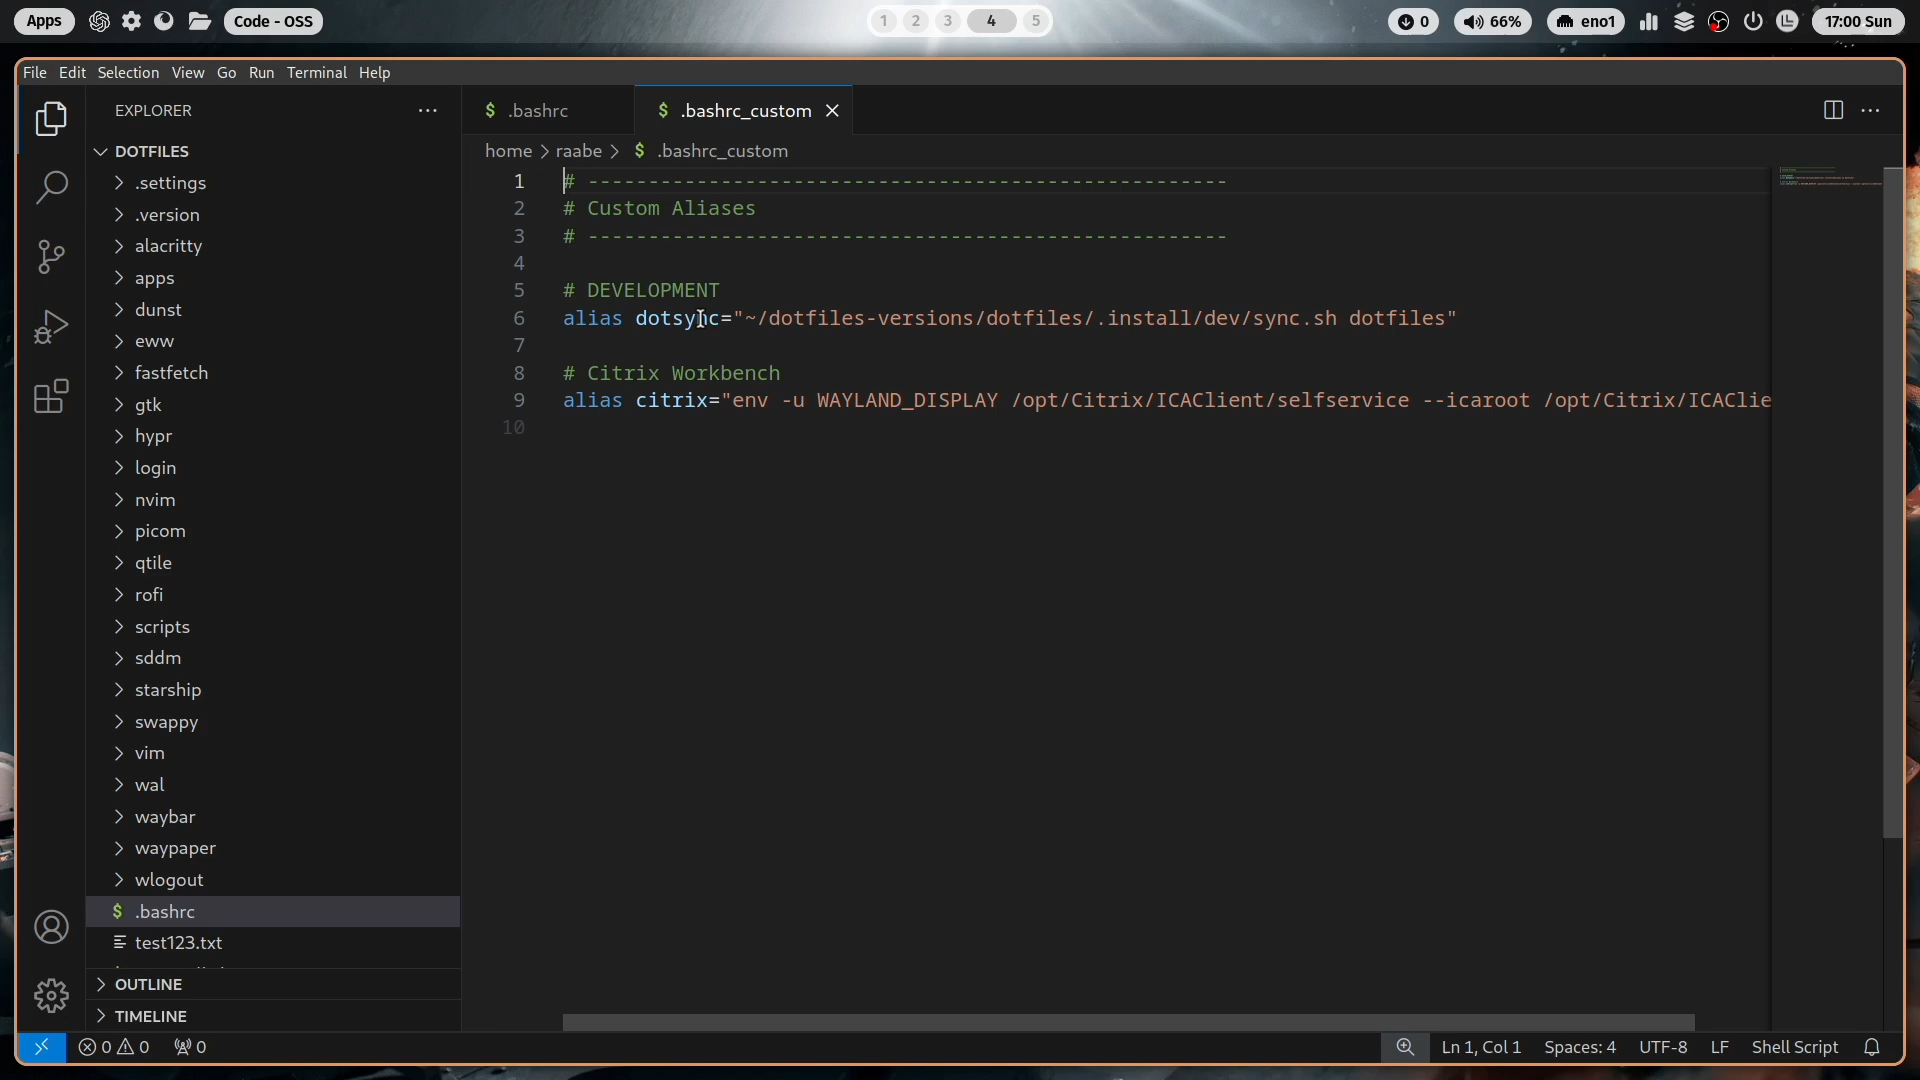 Apps
Code - OSS
1 2 3 4 5
0
66%
eno1
17:00 Sun
File Edit Selection View Go Run Terminal Help
EXPLORER
DOTFILES
.settings
.version
alacritty
apps
dunst
eww
fastfetch
gtk
hypr
login
nvim
picom
qtile
rofi
scripts
sddm
starship
swappy
vim
wal
waybar
waypaper
wlogout
$ .bashrc
test123.txt
OUTLINE
TIMELINE
$ .bashrc
$ .bashrc_custom
home > raabe > $ .bashrc_custom
1 # -----------------------------------------------------
2 # Custom Aliases
3 # -----------------------------------------------------
4
5 # DEVELOPMENT
6 alias dotsync="~/dotfiles-versions/dotfiles/.install/dev/sync.sh dotfiles"
7
8 # Citrix Workbench
9 alias citrix="env -u WAYLAND_DISPLAY /opt/Citrix/ICAClient/selfservice --icaroot /opt/Citrix/ICAClie
10
0 0 0
Ln 1, Col 1
Spaces: 4
UTF-8
LF
Shell Script